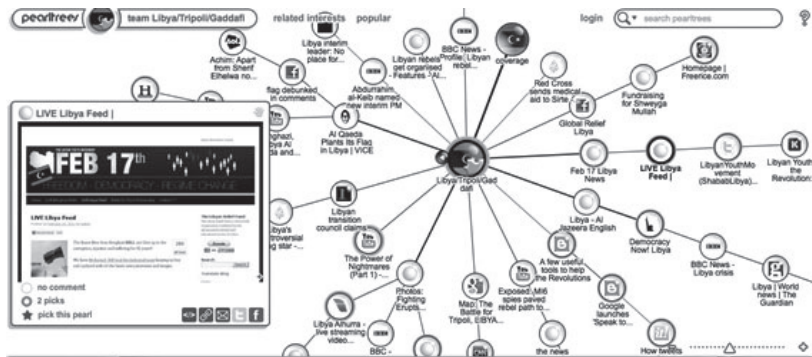 pearltrees
team Libya/Tripoli/Gaddafi
related interests
popular
login
search pearltrees
?
Achim: Apart
from Sherif
Elhelwa no...
Libya interim
leader: No
place for...
flag debunked
in comments
Abdurrahim
al-Keib named
new interim PM
Libyan rebels
get organised
- Features - Al...
BBC News -
Profile: Libyan
rebel...
coverage
Red Cross
sends medical
aid to Sirte
Global Relief
Libya
Fundraising
for Shweyga
Mullah
Homepage |
Freerice.com
H
Al Qaeda
Plants Its Flag
in Libya | VICE
Libya/Tripoli/Gad
dafi
Feb 17 Libya
News
LIVE Libya
Feed |
LibyanYouthMo
vement
(ShababLibya)...
Libyan Youth
the
Revolution:
Libyan
transition
council claims
The Power of
Nightmares
(Part 1) -...
Photos:
Fighting
Erupts...
Libya Alhurra -
live streaming
video...
BBC -
Map: The
Battle for
Tripoli, LIBYA
Exposed: MI6
spies paved
rebel path to...
the news
A few useful
tools to help
the Revolutions
Google
launches
'Speak to...
How tweets
Libya - Al
Jazeera English
Democracy
Now! Libya
BBC News -
Libya crisis
Libya | World
news | The
Guardian
LIVE Libya Feed |
FEB 17th
FREEDOM - DEMOCRACY - REGIME CHANGE
LIVE Libya Feed
no comment
2 picks
pick this pearl